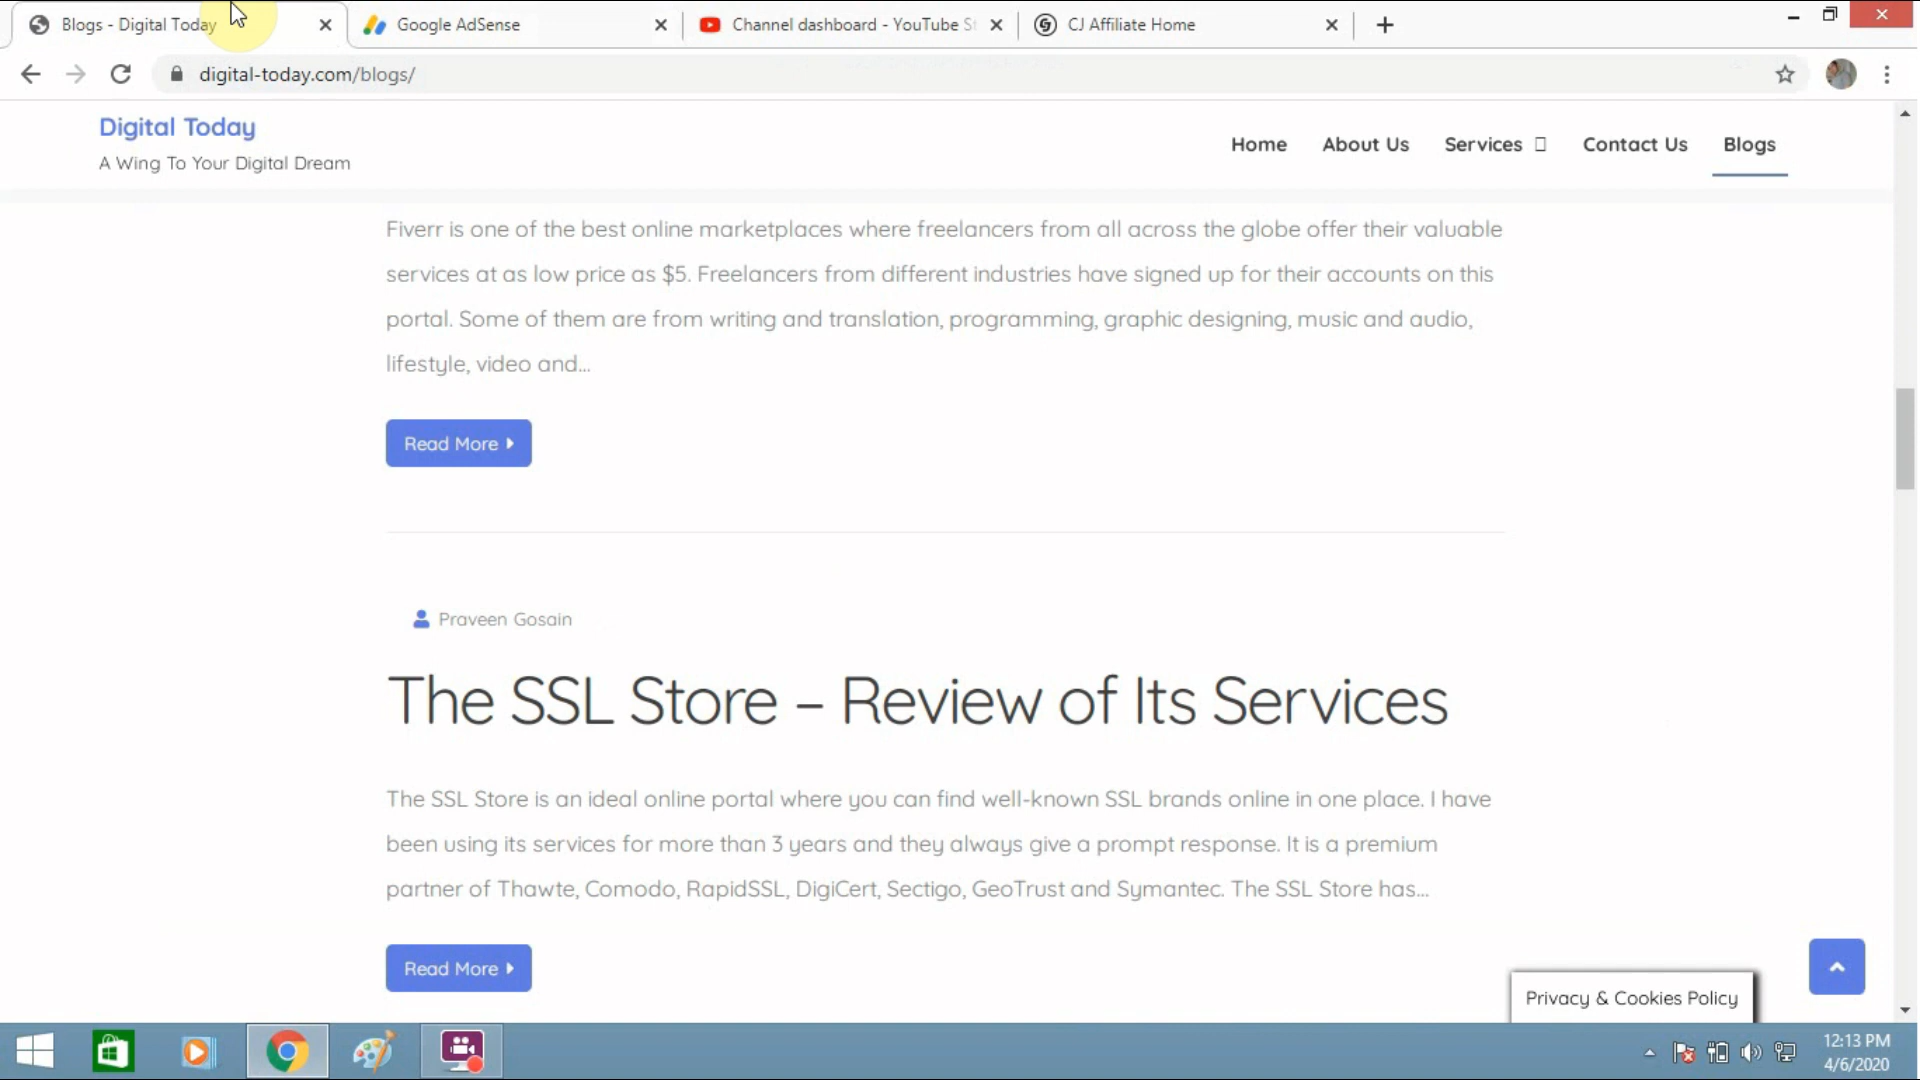 Blogs - Digital Today
Google AdSense
Channel dashboard - YouTube St
CJ Affiliate Home
digital-today.com/blogs/
Digital Today
A Wing To Your Digital Dream
Home
About Us
Services
Contact Us
Blogs
Fiverr is one of the best online marketplaces where freelancers from all across the globe offer their valuable
services at as low price as $5. Freelancers from different industries have signed up for their accounts on this
portal. Some of them are from writing and translation, programming, graphic designing, music and audio,
lifestyle, video and...
Read More
Praveen Gosain
The SSL Store – Review of Its Services
The SSL Store is an ideal online portal where you can find well-known SSL brands online in one place. I have
been using its services for more than 3 years and they always give a prompt response. It is a premium
partner of Thawte, Comodo, RapidSSL, DigiCert, Sectigo, GeoTrust and Symantec. The SSL Store has...
Read More
Privacy & Cookies Policy
12:13 PM
4/6/2020